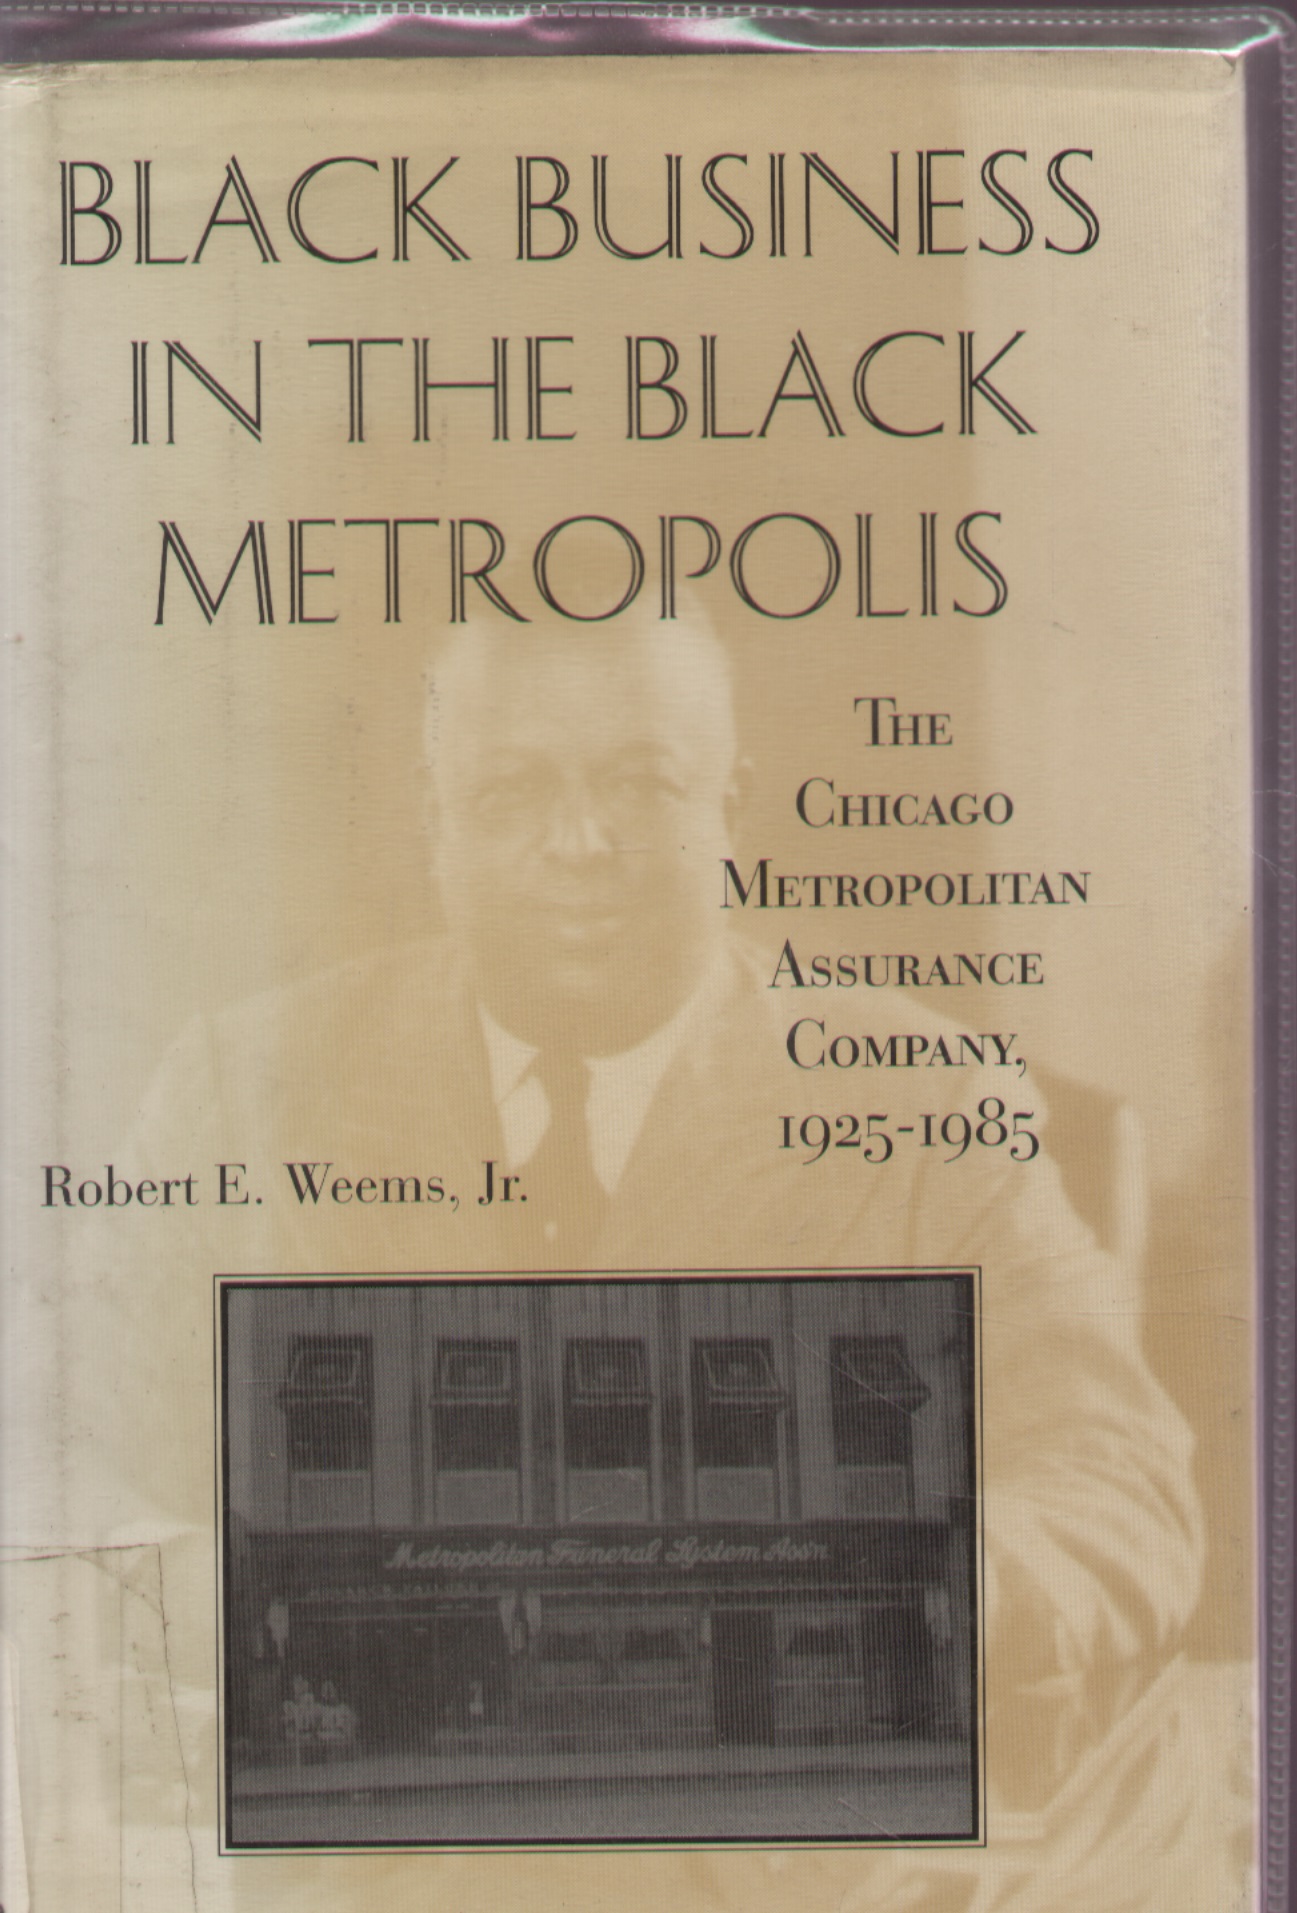 BLACK BUSINESS
IN THE BLACK
METROPOLIS
THE
CHICAGO
METROPOLITAN
ASSURANCE
COMPANY,
1925-1985
Robert E. Weems, Jr.
Metropolitan Funeral System Ass'n